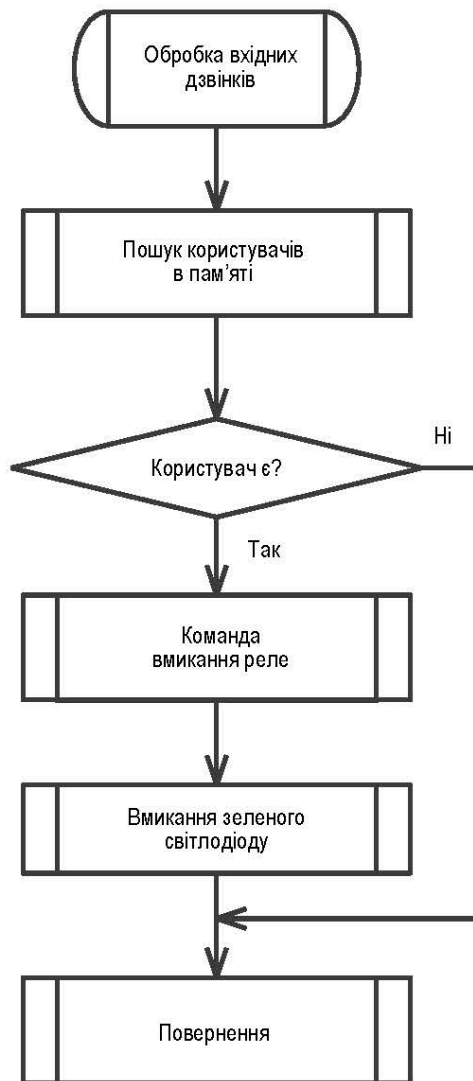 Обробка вхідних
дзвінків
Пошук користувачів
в пам’яті
Користувач є?
Ні
Так
Команда
вмикання реле
Вмикання зеленого
світлодіоду
Повернення